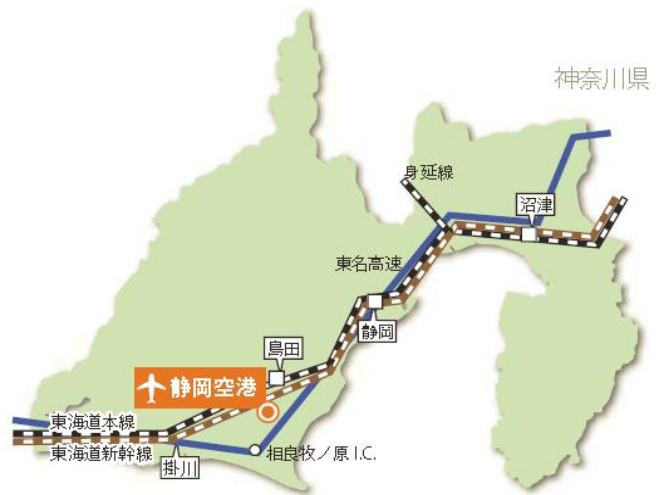 神奈川県
身延線
沼津
東名高速
静岡
島田
静岡空港
東海道本線
東海道新幹線
掛川
相良牧ノ原 I.C.